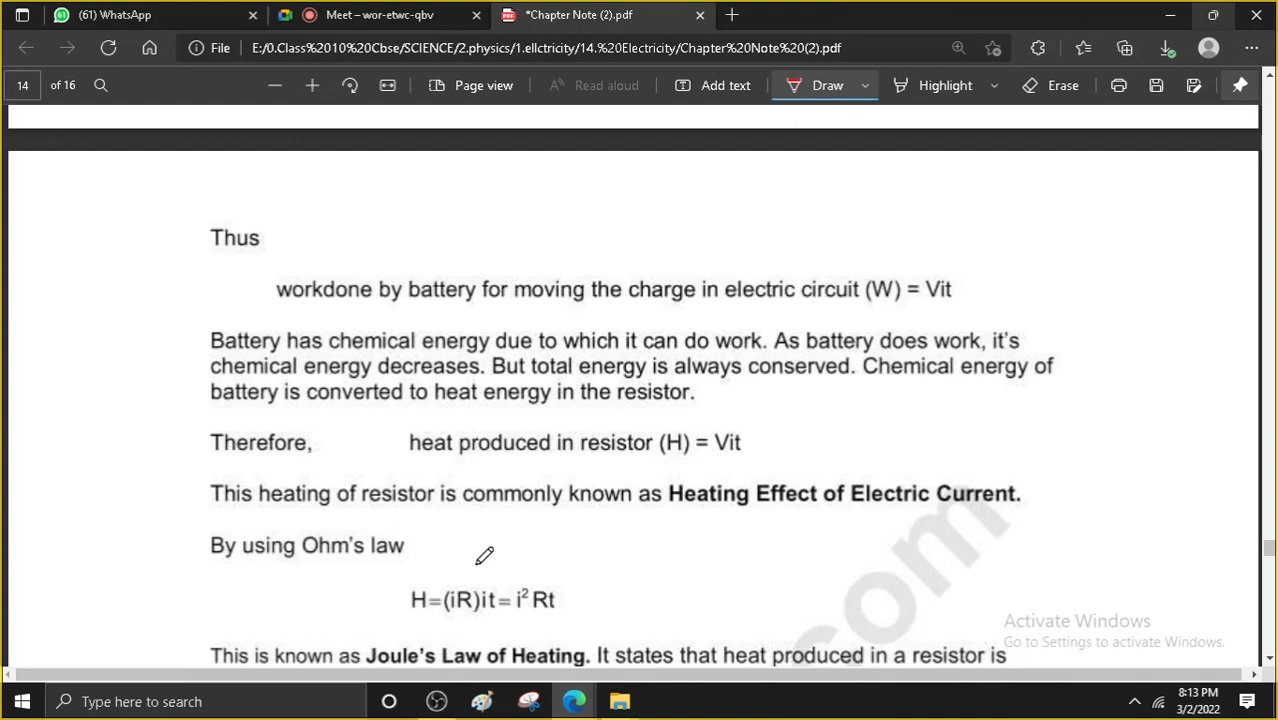 (61) WhatsApp
Meet – wor-etwc-qbv
*Chapter Note (2).pdf
File
E:/0.Class%2010%20Cbse/SCIENCE/2.physics/1.ellctricity/14.%20Electricity/Chapter%20Note%20(2).pdf
14 of 16
Page view
Read aloud
Add text
Draw
Highlight
Erase
Thus
workdone by battery for moving the charge in electric circuit (W) = Vit
Battery has chemical energy due to which it can do work. As battery does work, it's
chemical energy decreases. But total energy is always conserved. Chemical energy of
battery is converted to heat energy in the resistor.
Therefore, heat produced in resistor (H) = Vit
This heating of resistor is commonly known as Heating Effect of Electric Current.
By using Ohm's law
H=(iR)it= i² Rt
This is known as Joule's Law of Heating. It states that heat produced in a resistor is
com
Activate Windows
Go to Settings to activate Windows.
Type here to search
8:13 PM
3/2/2022